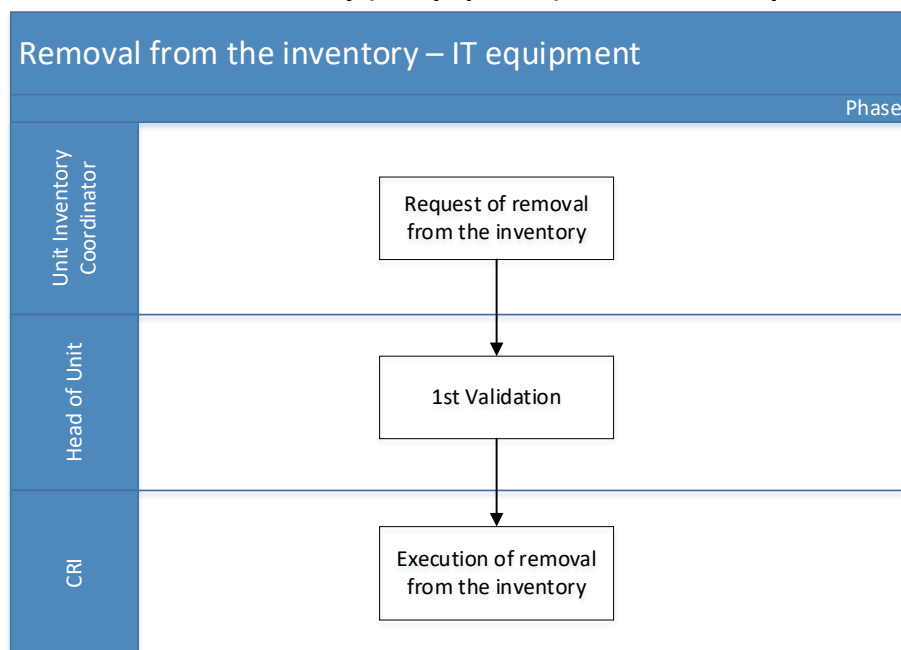 Removal from the inventory – IT equipment
Phase
Unit Inventory
Coordinator
Request of removal
from the inventory
Head of Unit
1st Validation
CRI
Execution of removal
from the inventory